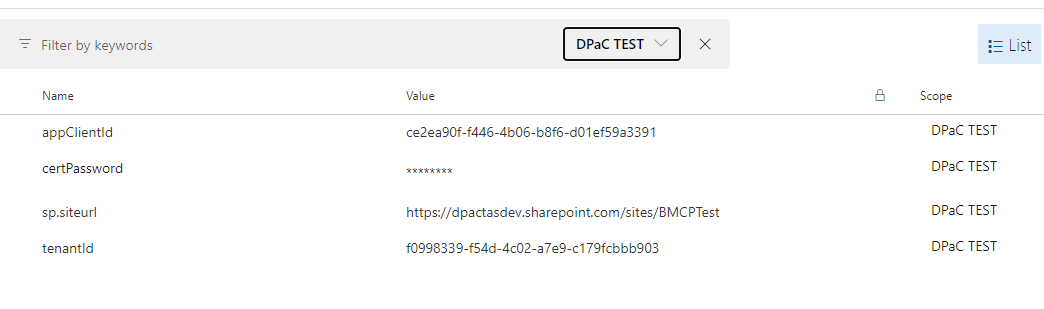 Filter by keywords DPaC TEST List
Name Value Scope
appClientId ce2ea90f-f446-4b06-b8f6-d01ef59a3391 DPaC TEST
certPassword ******** DPaC TEST
sp.siteurl https://dpactasdev.sharepoint.com/sites/BMCPTest DPaC TEST
tenantId f0998339-f54d-4c02-a7e9-c179fcbbb903 DPaC TEST